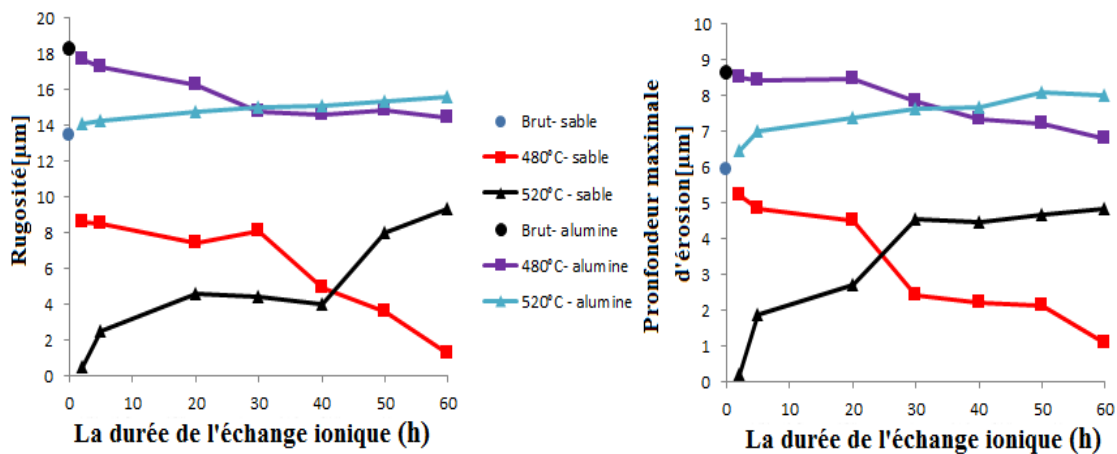 20
18
16
14
12
10
8
6
4
2
0
Rugosité[µm]
0 10 20 30 40 50 60
La durée de l'échange ionique (h)
Brut- sable
480°C- sable
520°C - sable
Brut- alumine
480°C- alumine
520°C - alumine
10
9
8
7
6
5
4
3
2
1
0
Pronfondeur maximale
d'érosion[µm]
0 10 20 30 40 50 60
La durée de l'échange ionique (h)